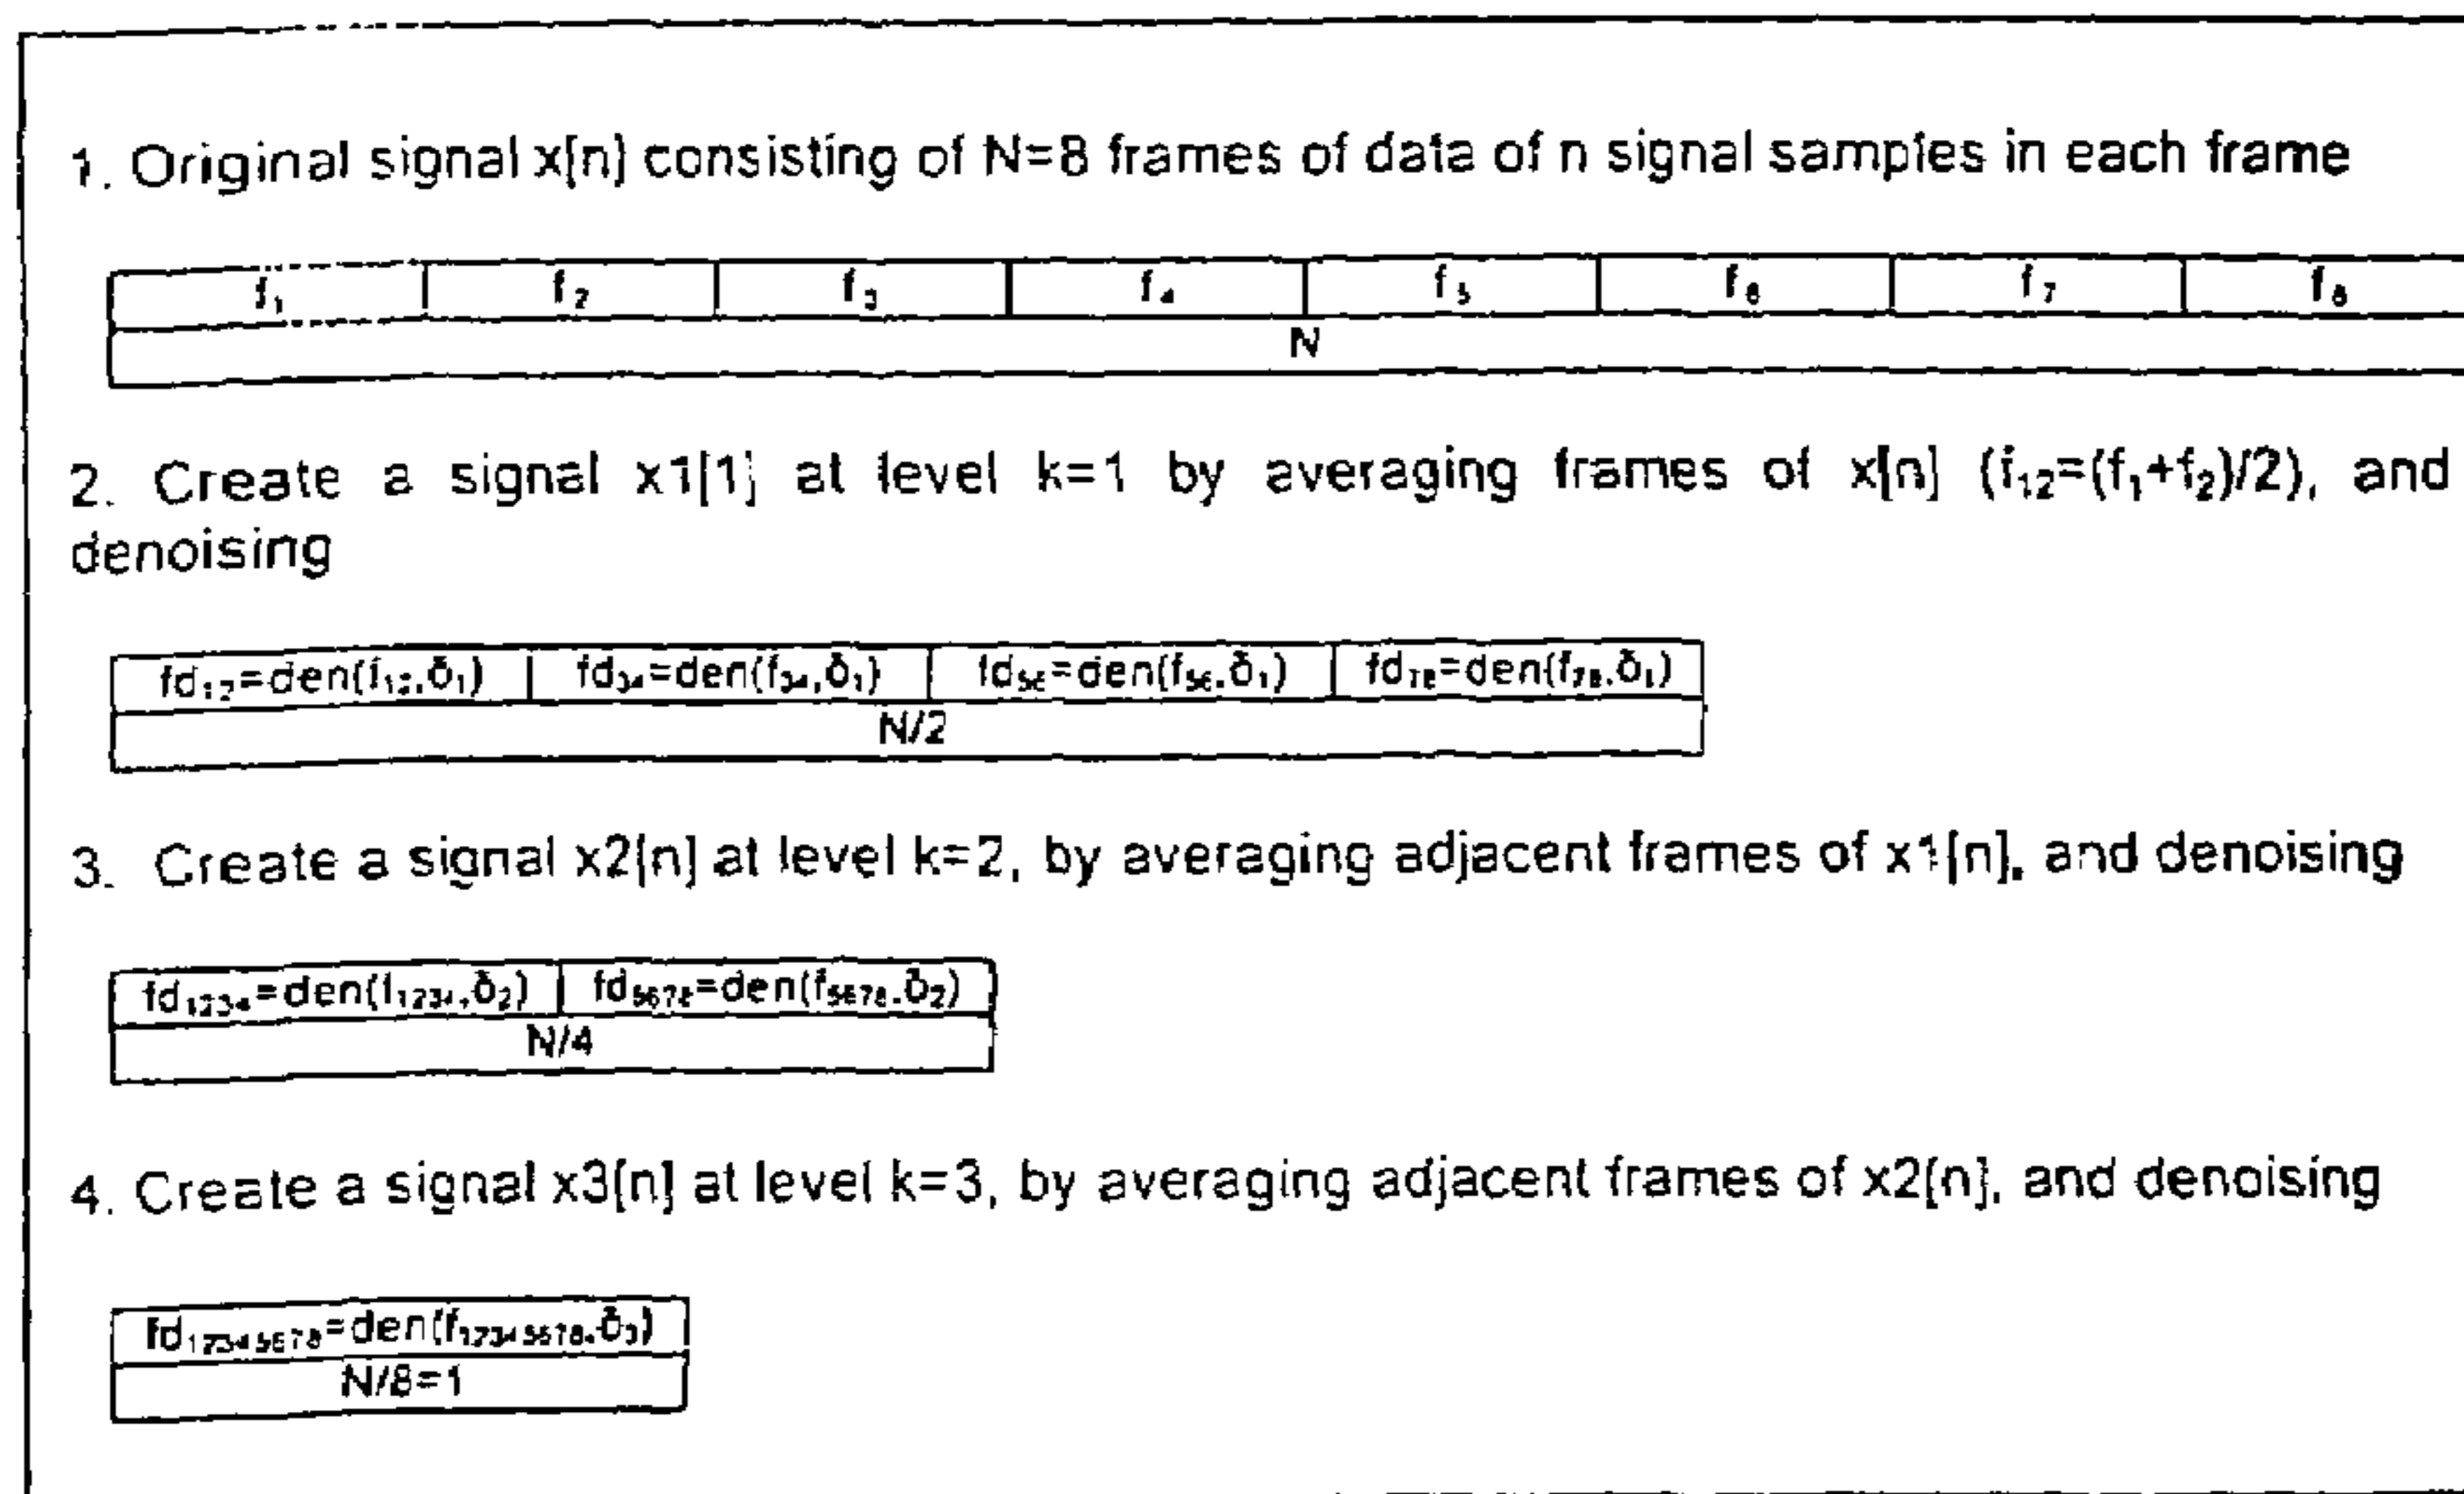 1. Original signal x[n] consisting of N=8 frames of data of n signal samples in each frame
f₁ f₂ f₃ f₄ f₅ f₆ f₇ f₈
N
2. Create a signal x1[1] at level k=1 by averaging frames of x[n] (f₁₂=(f₁+f₂)/2), and
denoising
fd₁₂=den(f₁₂,δ₁) fd₃₄=den(f₃₄,δ₁) fd₅₆=den(f₅₆,δ₁) fd₇₈=den(f₇₈,δ₁)
N/2
3. Create a signal x2[n] at level k=2, by averaging adjacent frames of x1[n], and denoising
fd₁₂₃₄=den(f₁₂₃₄,δ₂) fd₅₆₇₈=den(f₅₆₇₈,δ₂)
N/4
4. Create a signal x3[n] at level k=3, by averaging adjacent frames of x2[n], and denoising
fd₁₂₃₄₅₆₇₈=den(f₁₂₃₄₅₆₇₈,δ₃)
N/8=1